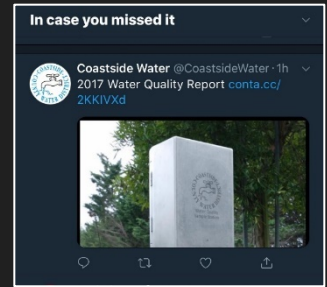 In case you missed it
Coastside Water @CoastsideWater · 1h
2017 Water Quality Report conta.cc/
2KKIVXd